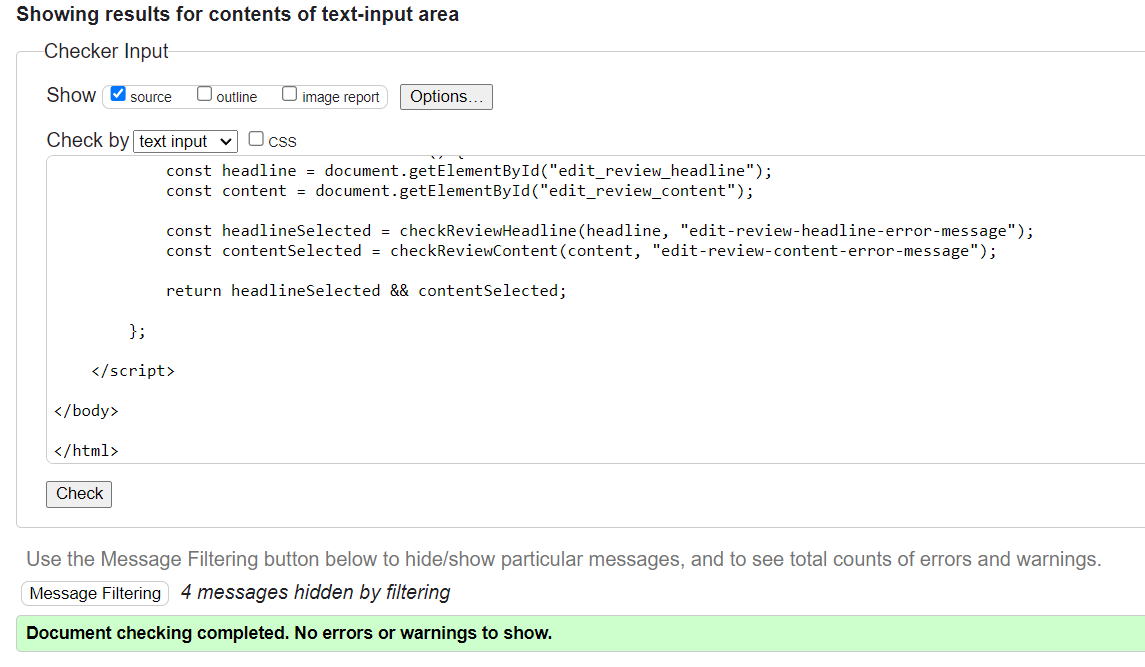 Showing results for contents of text-input area
Checker Input
Show source outline image report Options...
Check by text input CSS
const headline = document.getElementById("edit_review_headline");
const content = document.getElementById("edit_review_content");
const headlineSelected = checkReviewHeadline(headline, "edit-review-headline-error-message");
const contentSelected = checkReviewContent(content, "edit-review-content-error-message");
return headlineSelected && contentSelected;
};
</script>
</body>
</html>
Check
Use the Message Filtering button below to hide/show particular messages, and to see total counts of errors and warnings.
Message Filtering 4 messages hidden by filtering
Document checking completed. No errors or warnings to show.